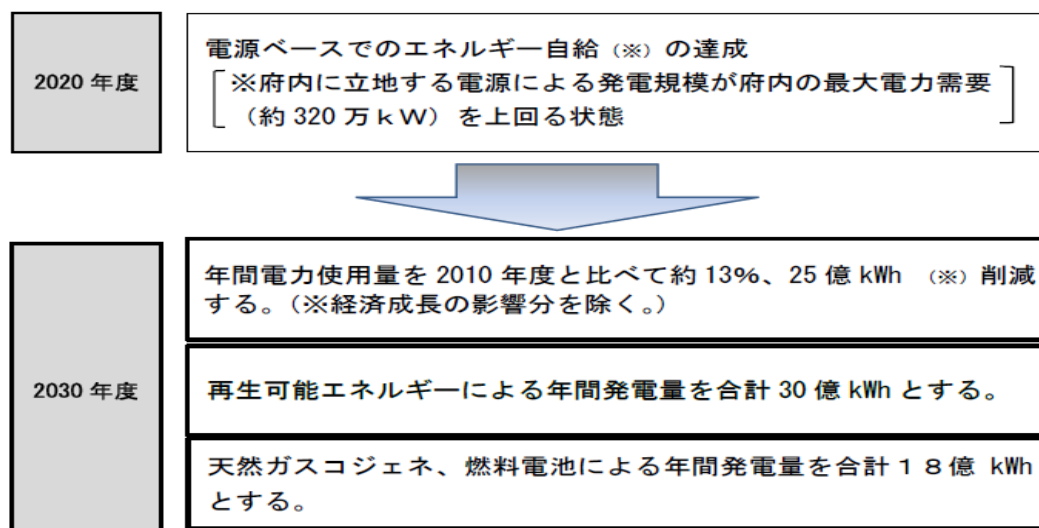 2020 年度
電源ベースでのエネルギー自給（※）の達成
※府内に立地する電源による発電規模が府内の最大電力需要
（約 320 万ｋＷ）を上回る状態
2030 年度
年間電力使用量を 2010 年度と比べて約 13％、25 億 kWh （※）削減
する。（※経済成長の影響分を除く。）
再生可能エネルギーによる年間発電量を合計 30 億 kWh とする。
天然ガスコジェネ、燃料電池による年間発電量を合計１８億 kWh
とする。